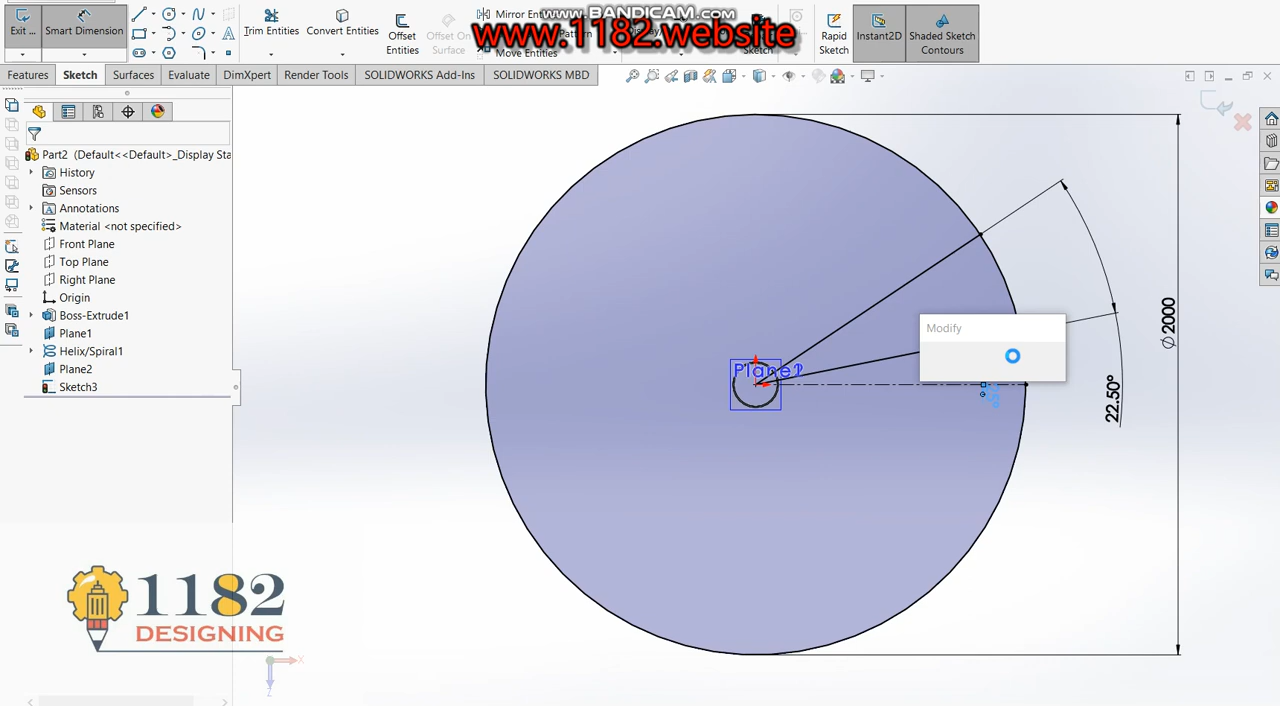 www.BANDICAM.com
www.1182.website
Exit ...
Smart Dimension
Trim Entities
Convert Entities
Offset Entities
Offset On Surface
Mirror Entities
Move Entities
Rapid Sketch
Instant2D
Shaded Sketch Contours
Features
Sketch
Surfaces
Evaluate
DimXpert
Render Tools
SOLIDWORKS Add-Ins
SOLIDWORKS MBD
Part2 (Default<<Default>_Display Sta
History
Sensors
Annotations
Material <not specified>
Front Plane
Top Plane
Right Plane
Origin
Boss-Extrude1
Plane1
Helix/Spiral1
Plane2
Sketch3
Plane1
Modify
⌀2000
22.50°
1182
DESIGNING
X
Z